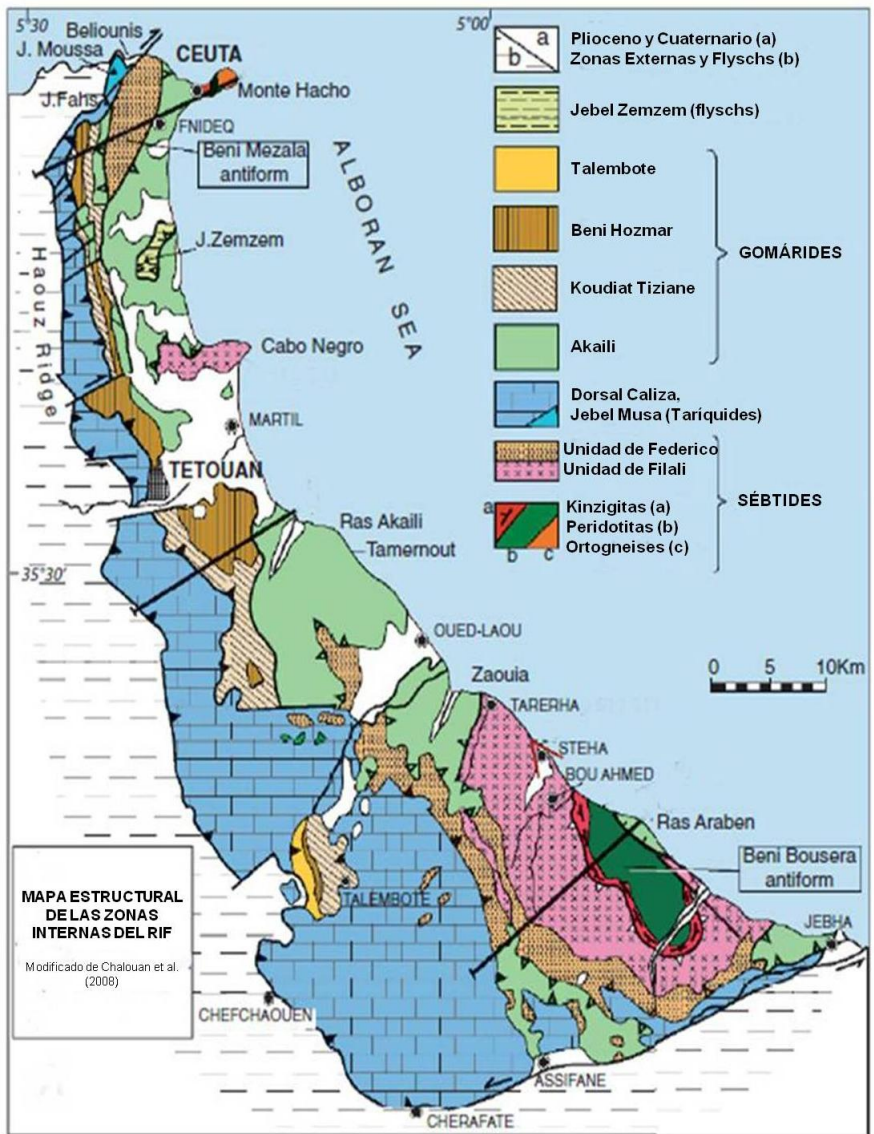 5°30
5°00
Beliounis
J. Moussa
CEUTA
J.Fahs
Monte Hacho
FNIDEQ
Beni Mezala
antiform
ALBORAN SEA
J.Zemzem
Haouz Ridge
Cabo Negro
MARTIL
TETOUAN
Ras Akaili
Tamernout
35°30'
OUED-LAOU
Zaouia
TARERHA
STEHA
BOU AHMED
Ras Araben
Beni Bousera
antiform
TALEMBOTE
JEBHA
CHEFCHAOUEN
ASSIFANE
CHERAFATE
a
b
Plioceno y Cuaternario (a)
Zonas Externas y Flyschs (b)
Jebel Zemzem (flyschs)
Talembote
Beni Hozmar
Koudiat Tiziane
Akaili
GOMÁRIDES
Dorsal Caliza,
Jebel Musa (Taríquides)
Unidad de Federico
Unidad de Filali
a
b
c
Kinzigitas (a)
Peridotitas (b)
Ortogneises (c)
SÉBTIDES
0 5 10Km
MAPA ESTRUCTURAL
DE LAS ZONAS
INTERNAS DEL RIF
Modificado de Chalouan et al.
(2008)